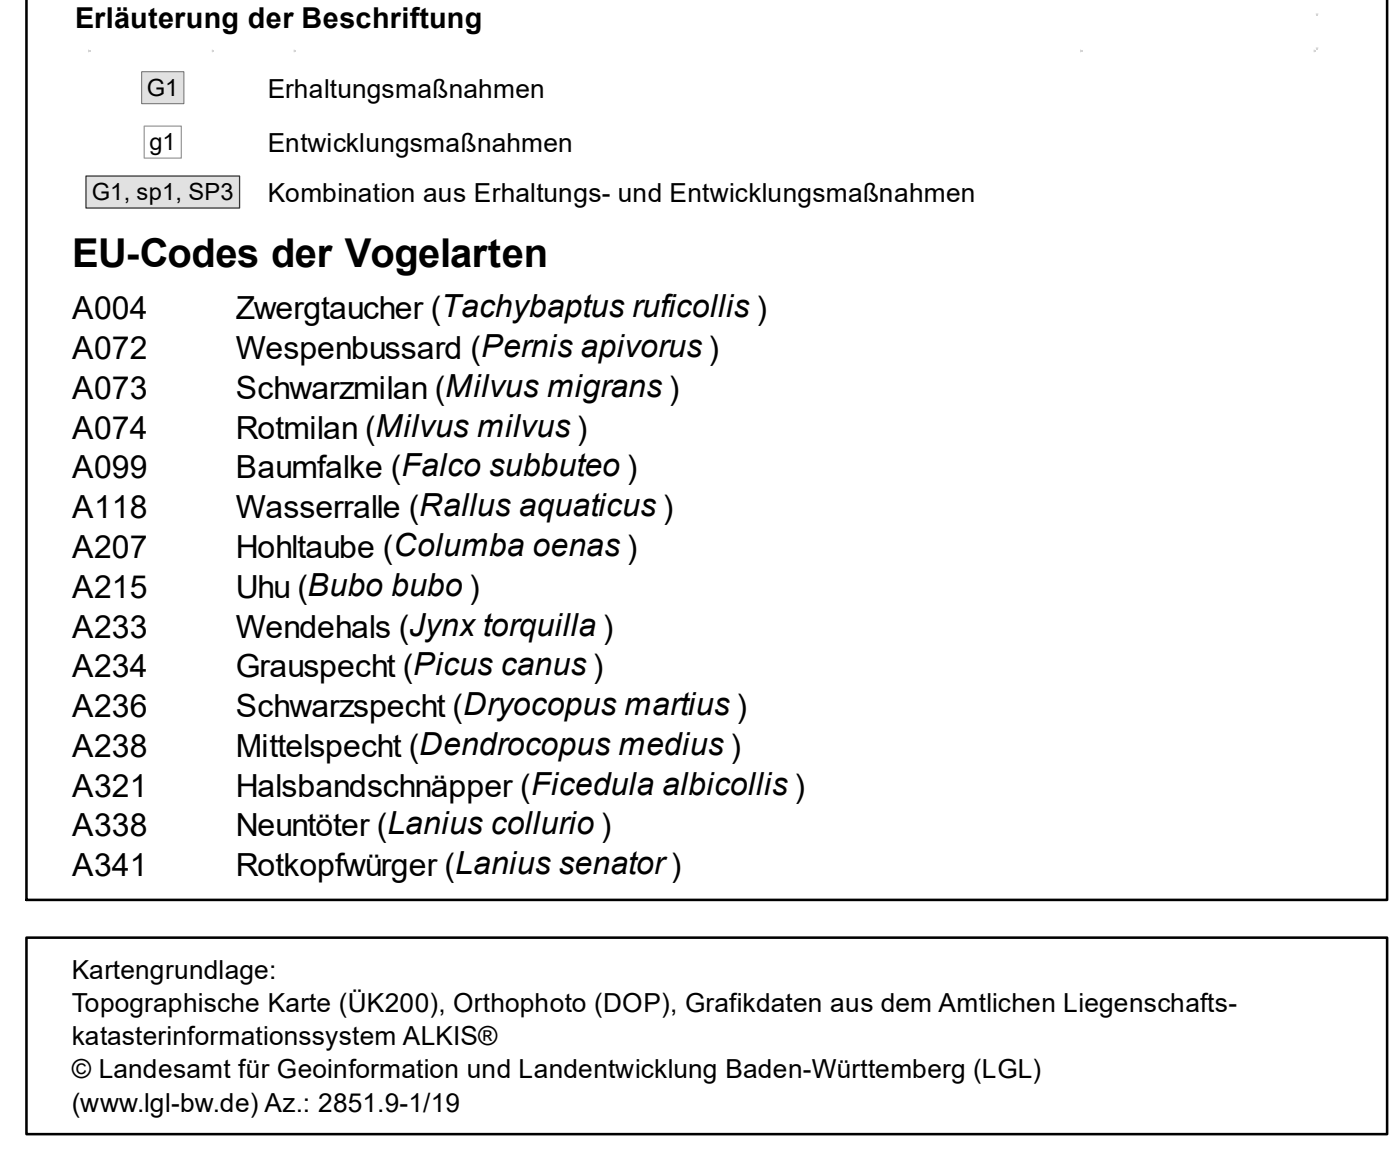 Erläuterung der Beschriftung
G1 Erhaltungsmaßnahmen
g1 Entwicklungsmaßnahmen
G1, sp1, SP3 Kombination aus Erhaltungs- und Entwicklungsmaßnahmen
EU-Codes der Vogelarten
A004 Zwergtaucher (Tachybaptus ruficollis )
A072 Wespenbussard (Pernis apivorus )
A073 Schwarzmilan (Milvus migrans )
A074 Rotmilan (Milvus milvus )
A099 Baumfalke (Falco subbuteo )
A118 Wasserralle (Rallus aquaticus )
A207 Hohltaube (Columba oenas )
A215 Uhu (Bubo bubo )
A233 Wendehals (Jynx torquilla )
A234 Grauspecht (Picus canus )
A236 Schwarzspecht (Dryocopus martius )
A238 Mittelspecht (Dendrocopus medius )
A321 Halsbandschnäpper (Ficedula albicollis )
A338 Neuntöter (Lanius collurio )
A341 Rotkopfwürger (Lanius senator )
Kartengrundlage:
Topographische Karte (ÜK200), Orthophoto (DOP), Grafikdaten aus dem Amtlichen Liegenschafts-
katasterinformationssystem ALKIS®
© Landesamt für Geoinformation und Landentwicklung Baden-Württemberg (LGL)
(www.lgl-bw.de) Az.: 2851.9-1/19